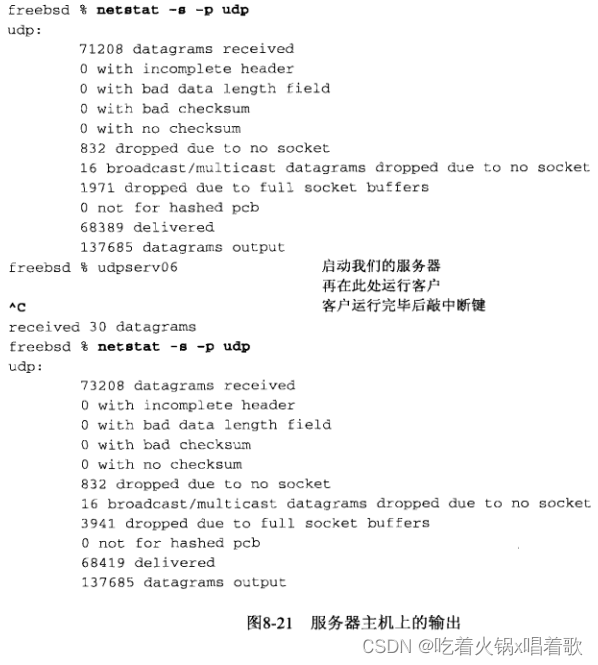 freebsd % netstat -s -p udp
udp:
71208 datagrams received
0 with incomplete header
0 with bad data length field
0 with bad checksum
0 with no checksum
832 dropped due to no socket
16 broadcast/multicast datagrams dropped due to no socket
1971 dropped due to full socket buffers
0 not for hashed pcb
68389 delivered
137685 datagrams output
freebsd % udpserv06 启动我们的服务器
再在此处运行客户
^C 客户运行完毕后敲中断键
received 30 datagrams
freebsd % netstat -s -p udp
udp:
73208 datagrams received
0 with incomplete header
0 with bad data length field
0 with bad checksum
0 with no checksum
832 dropped due to no socket
16 broadcast/multicast datagrams dropped due to no socket
3941 dropped due to full socket buffers
0 not for hashed pcb
68419 delivered
137685 datagrams output
图8-21 服务器主机上的输出
CSDN @吃着火锅x唱着歌